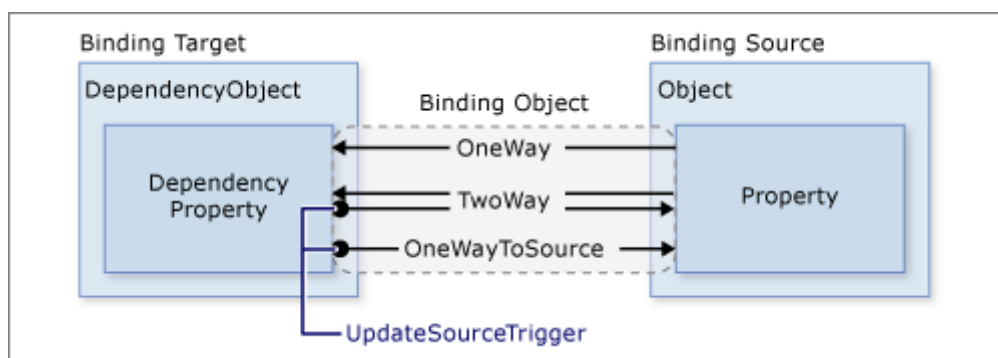 Binding Target
Binding Source
DependencyObject
Object
Binding Object
OneWay
Dependency
Property
TwoWay
Property
OneWayToSource
UpdateSourceTrigger